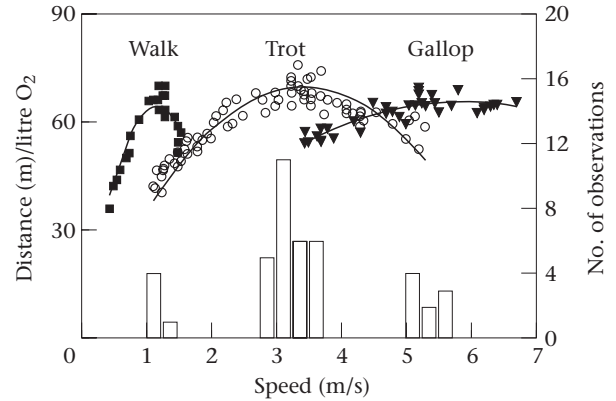 90
60
30
0
Distance (m)/litre O₂
Walk
Trot
Gallop
20
16
12
8
4
0
No. of observations
1 2 3 4 5 6 7
Speed (m/s)